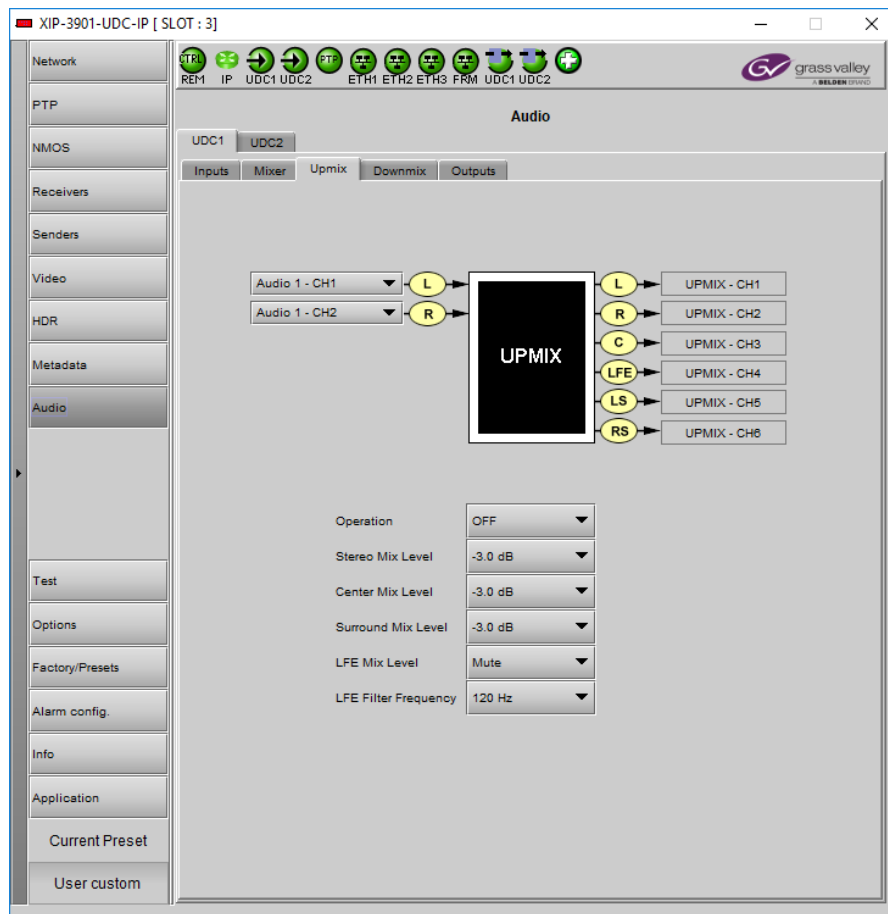 XIP-3901-UDC-IP [ SLOT : 3]
Network
PTP
NMOS
Receivers
Senders
Video
HDR
Metadata
Audio
Test
Options
Factory/Presets
Alarm config.
Info
Application
Current Preset
User custom
CTRL PTP
REM IP UDC1 UDC2 ETH1 ETH2 ETH3 FRM UDC1 UDC2
GV grass valley
A BELDEN BRAND
Audio
UDC1 UDC2
Inputs Mixer Upmix Downmix Outputs
Audio 1 - CH1 L L UPMIX - CH1
Audio 1 - CH2 R R UPMIX - CH2
C UPMIX - CH3
UPMIX
LFE UPMIX - CH4
LS UPMIX - CH5
RS UPMIX - CH6
Operation OFF
Stereo Mix Level -3.0 dB
Center Mix Level -3.0 dB
Surround Mix Level -3.0 dB
LFE Mix Level Mute
LFE Filter Frequency 120 Hz